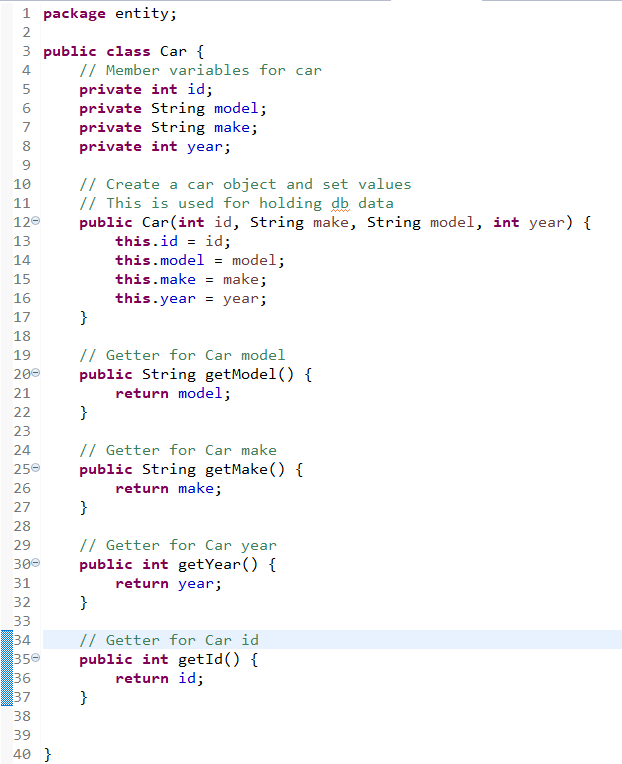 1 package entity;
2
3 public class Car {
4     // Member variables for car
5     private int id;
6     private String model;
7     private String make;
8     private int year;
9
10     // Create a car object and set values
11     // This is used for holding db data
12     public Car(int id, String make, String model, int year) {
13         this.id = id;
14         this.model = model;
15         this.make = make;
16         this.year = year;
17     }
18
19     // Getter for Car model
20     public String getModel() {
21         return model;
22     }
23
24     // Getter for Car make
25     public String getMake() {
26         return make;
27     }
28
29     // Getter for Car year
30     public int getYear() {
31         return year;
32     }
33
34     // Getter for Car id
35     public int getId() {
36         return id;
37     }
38
39
40 }